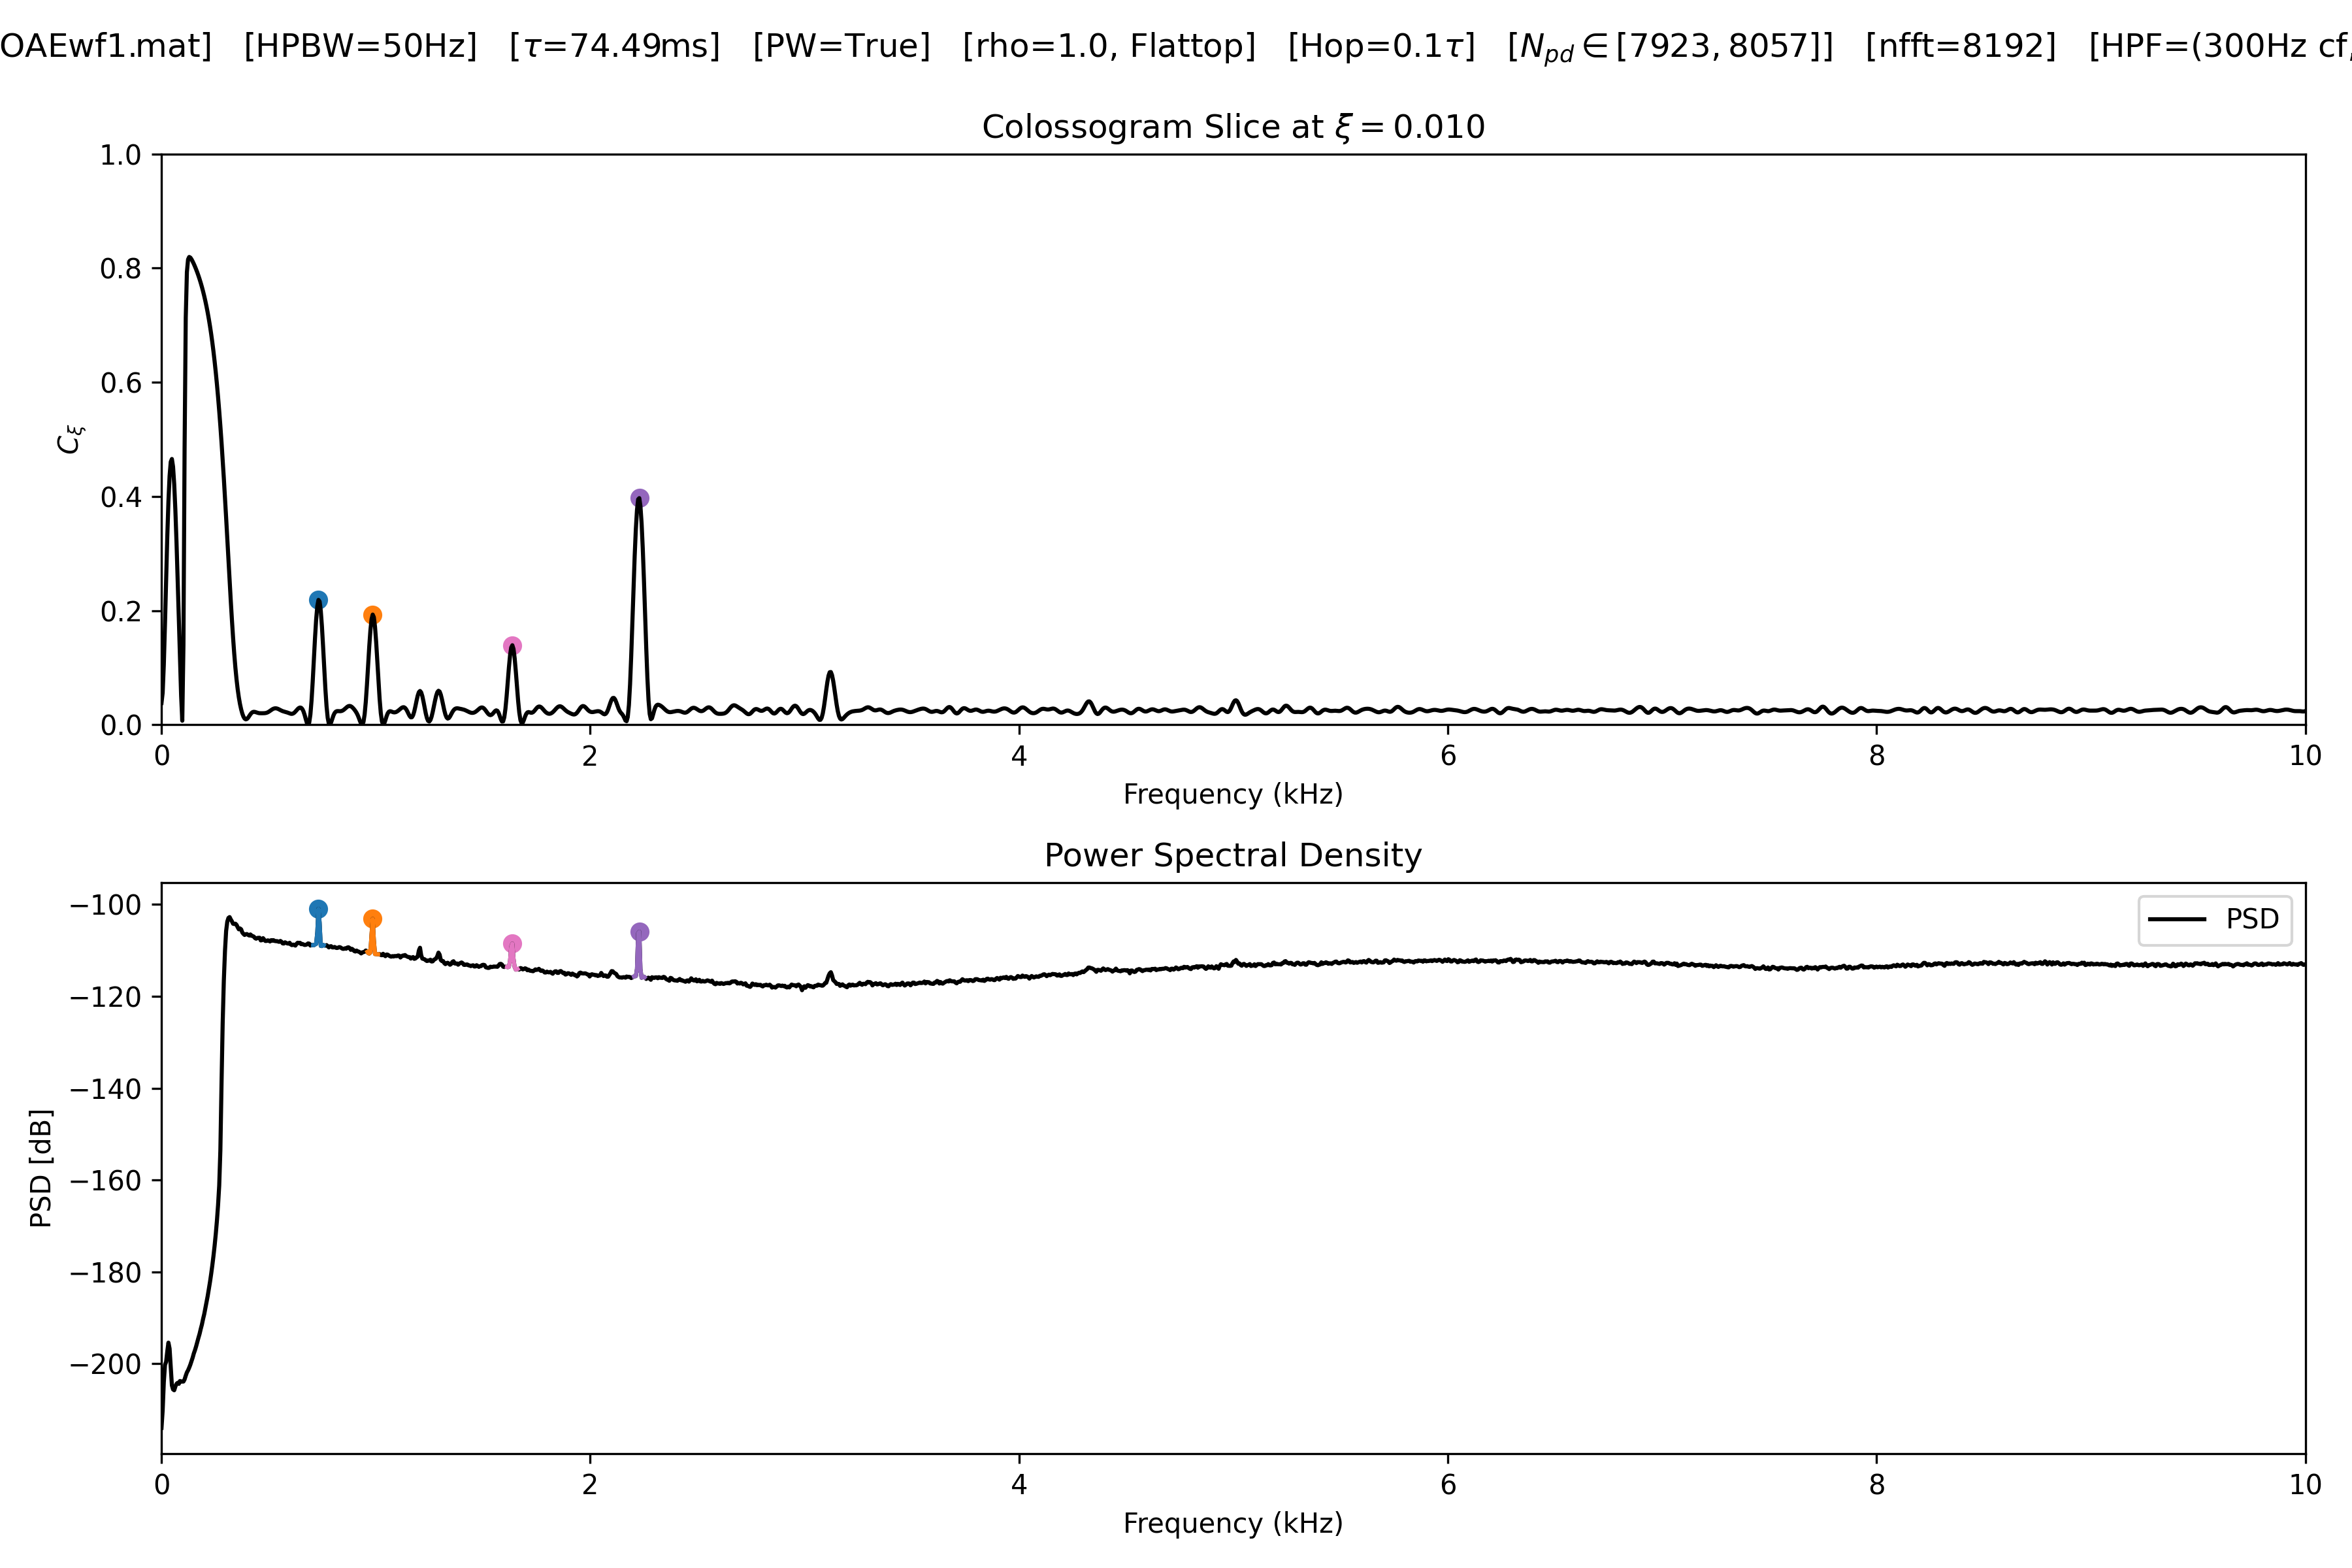 OAEwf1.mat] [HPBW=50Hz] [τ=74.49ms] [PW=True] [rho=1.0, Flattop] [Hop=0.1τ] [N_pd ∈ [7923, 8057]] [nfft=8192] [HPF=(300Hz cf,
Colossogram Slice at ξ = 0.010
1.0
0.8
0.6
0.4
0.2
0.0
C_ξ
0 2 4 6 8 10
Frequency (kHz)
Power Spectral Density
PSD
−100
−120
−140
−160
−180
−200
PSD [dB]
0 2 4 6 8 10
Frequency (kHz)